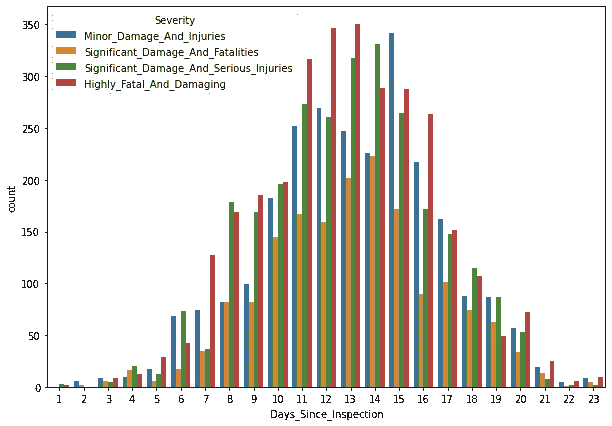 Severity
Minor_Damage_And_Injuries
Significant_Damage_And_Fatalities
Significant_Damage_And_Serious_Injuries
Highly_Fatal_And_Damaging
350
300
250
200
150
100
50
0
count
1 2 3 4 5 6 7 8 9 10 11 12 13 14 15 16 17 18 19 20 21 22 23
Days_Since_Inspection